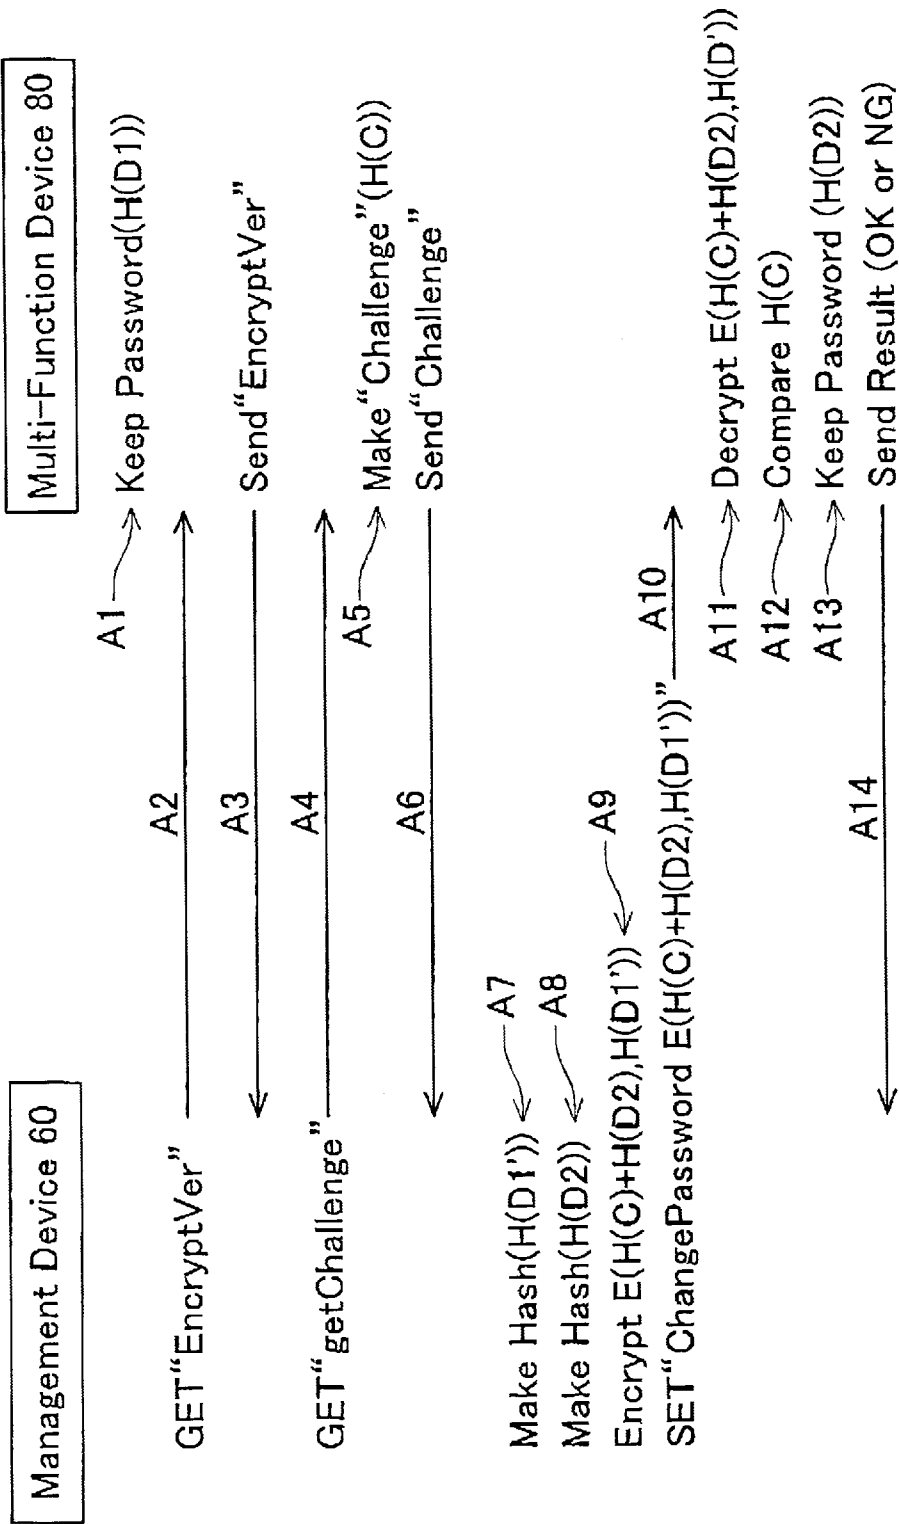 Management Device 60
Multi-Function Device 80
A1
Keep Password(H(D1))
GET“EncryptVer”
A2
A3
Send“EncryptVer”
GET“getChallenge”
A4
A5
Make“Challenge”(H(C))
A6
Send“Challenge”
Make Hash(H(D1'))
A7
Make Hash(H(D2))
A8
Encrypt E(H(C)+H(D2),H(D1'))
A9
SET“ChangePassword E(H(C)+H(D2),H(D1'))”
A10
A11
Decrypt E(H(C)+H(D2),H(D'))
A12
Compare H(C)
A13
Keep Password (H(D2))
A14
Send Result (OK or NG)